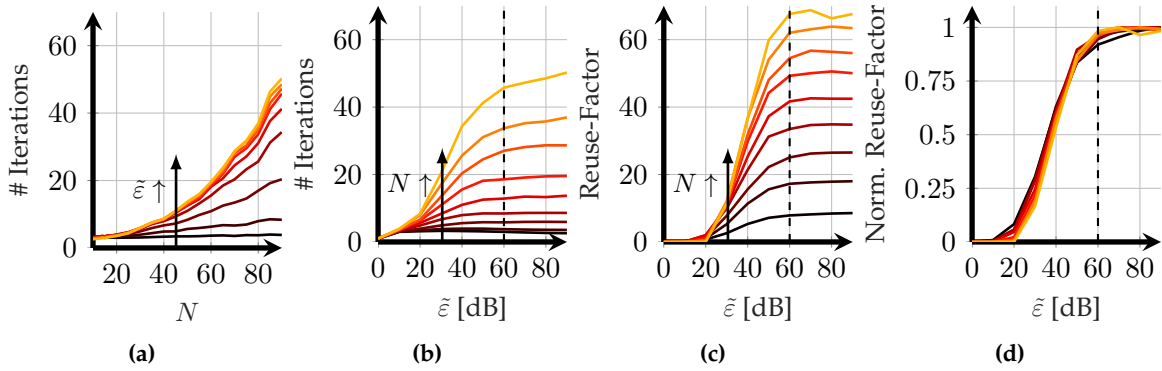 # Iterations
60
40
20
0
20 40 60 80
N
ε̃ ↑
(a)
# Iterations
60
40
20
0
0 20 40 60 80
ε̃ [dB]
N ↑
(b)
Reuse-Factor
60
40
20
0
0 20 40 60 80
ε̃ [dB]
N ↑
(c)
Norm. Reuse-Factor
1
0.75
0.5
0.25
0
0 20 40 60 80
ε̃ [dB]
(d)